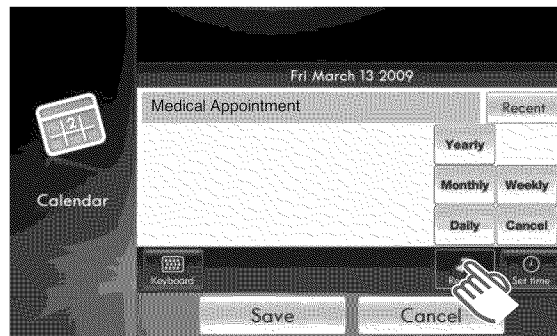 Fri March 13 2009
Medical Appointment
Recent
Yearly
Calendar
Monthly
Weekly
Daily
Cancel
Keyboard
Set time
Save
Cancel